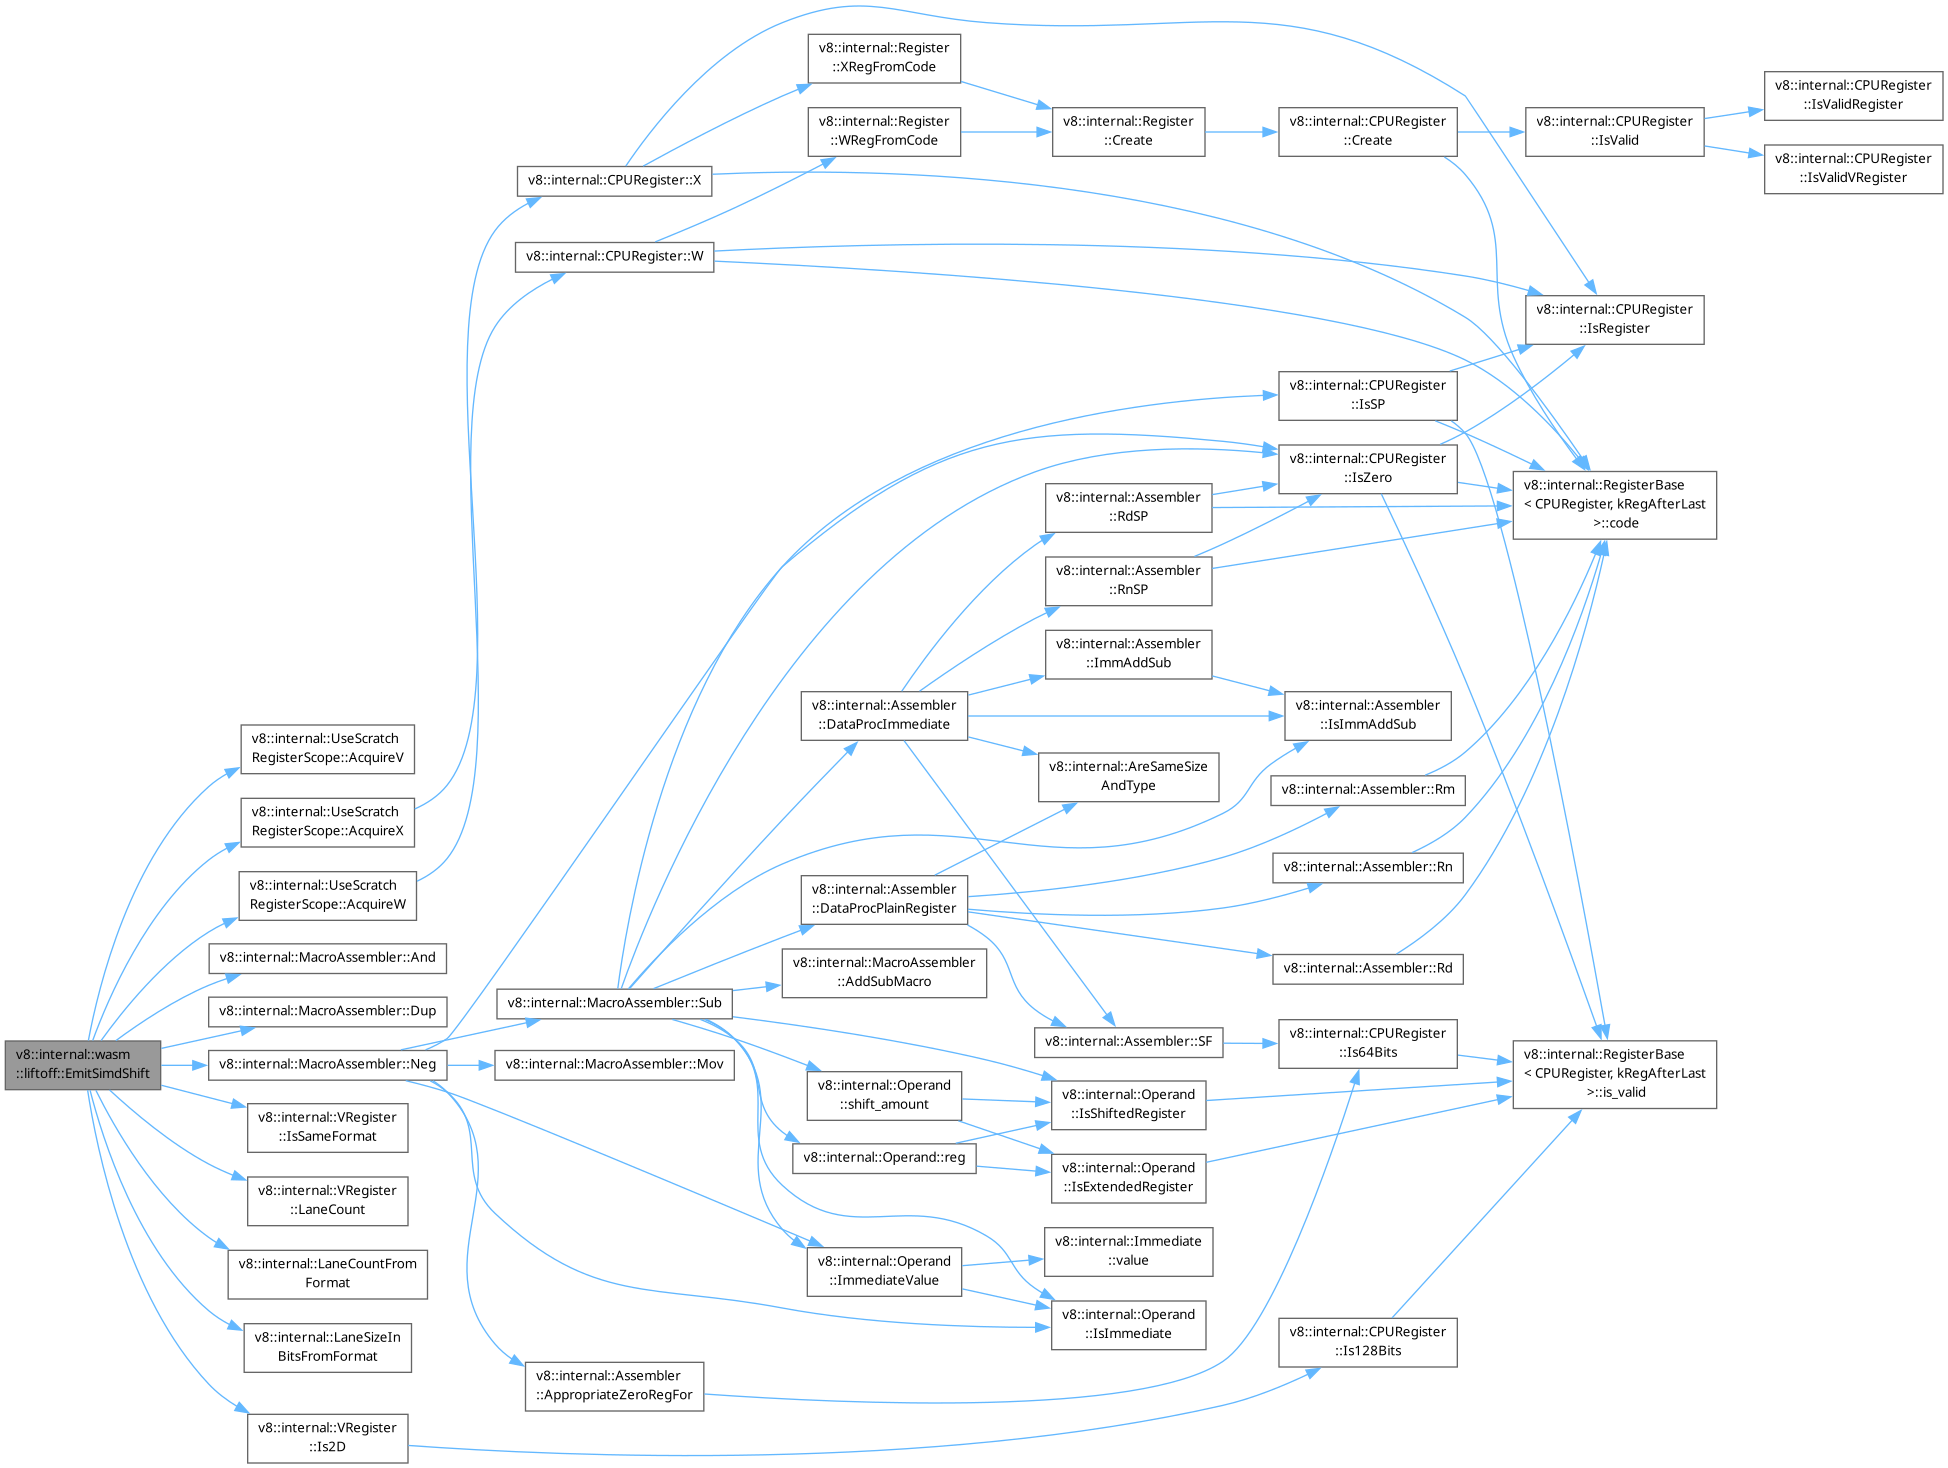 v8::internal::wasm
::liftoff::EmitSimdShift
v8::internal::UseScratch
RegisterScope::AcquireV
v8::internal::UseScratch
RegisterScope::AcquireX
v8::internal::UseScratch
RegisterScope::AcquireW
v8::internal::MacroAssembler::And
v8::internal::MacroAssembler::Dup
v8::internal::MacroAssembler::Neg
v8::internal::VRegister
::IsSameFormat
v8::internal::VRegister
::LaneCount
v8::internal::LaneCountFrom
Format
v8::internal::LaneSizeIn
BitsFromFormat
v8::internal::VRegister
::Is2D
v8::internal::CPURegister::X
v8::internal::CPURegister::W
v8::internal::MacroAssembler::Sub
v8::internal::MacroAssembler::Mov
v8::internal::Assembler
::AppropriateZeroRegFor
v8::internal::Register
::XRegFromCode
v8::internal::Register
::WRegFromCode
v8::internal::Assembler
::DataProcImmediate
v8::internal::Assembler
::DataProcPlainRegister
v8::internal::MacroAssembler
::AddSubMacro
v8::internal::Operand
::shift_amount
v8::internal::Operand::reg
v8::internal::Operand
::ImmediateValue
v8::internal::Register
::Create
v8::internal::Assembler
::RdSP
v8::internal::Assembler
::RnSP
v8::internal::Assembler
::ImmAddSub
v8::internal::AreSameSize
AndType
v8::internal::Assembler::SF
v8::internal::Operand
::IsShiftedRegister
v8::internal::Operand
::IsExtendedRegister
v8::internal::Immediate
::value
v8::internal::Operand
::IsImmediate
v8::internal::CPURegister
::Create
v8::internal::CPURegister
::IsSP
v8::internal::CPURegister
::IsZero
v8::internal::Assembler
::IsImmAddSub
v8::internal::Assembler::Rm
v8::internal::Assembler::Rn
v8::internal::Assembler::Rd
v8::internal::CPURegister
::Is64Bits
v8::internal::CPURegister
::Is128Bits
v8::internal::CPURegister
::IsValid
v8::internal::CPURegister
::IsRegister
v8::internal::RegisterBase
< CPURegister, kRegAfterLast
>::code
v8::internal::RegisterBase
< CPURegister, kRegAfterLast
>::is_valid
v8::internal::CPURegister
::IsValidRegister
v8::internal::CPURegister
::IsValidVRegister